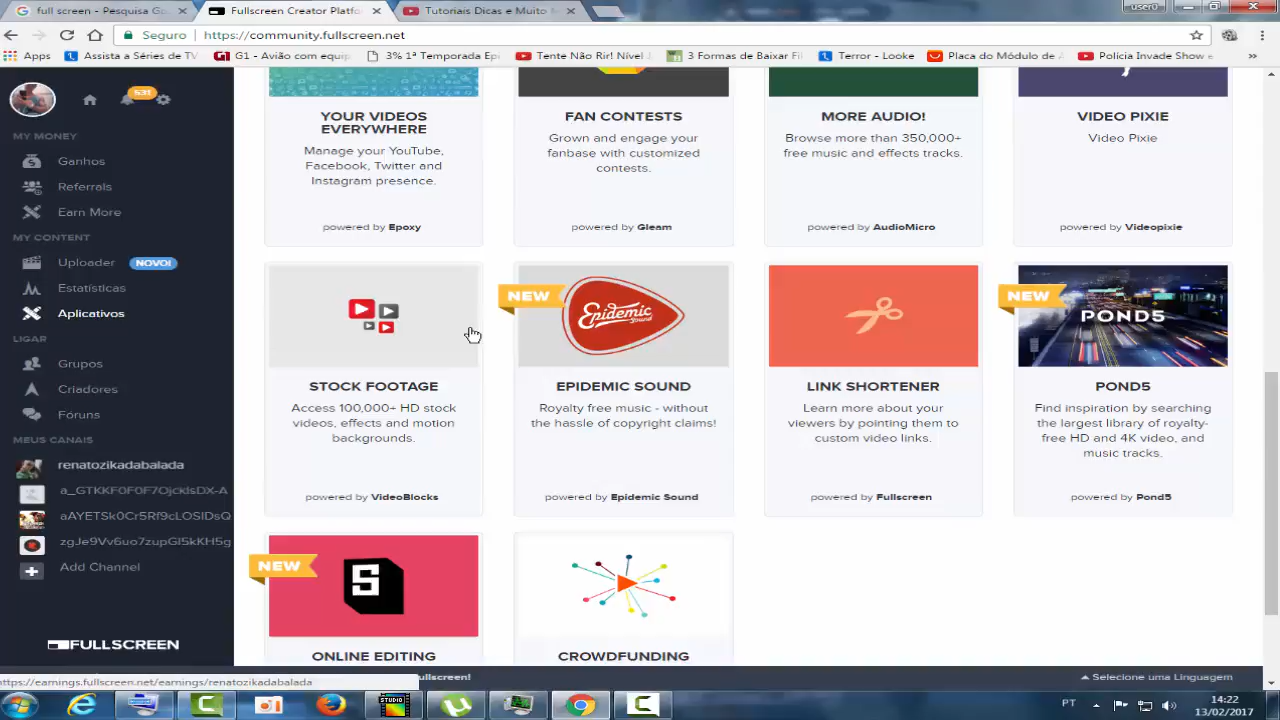 full screen - Pesquisa Goo
Fullscreen Creator Platfo
Tutoriais Dicas e Muito M
user0
Seguro
https://community.fullscreen.net
Apps
Assista a Séries de TV
G1 - Avião com equip
3% 1ª Temporada Ep
Tente Não Rir! Nível
3 Formas de Baixar Fil
Terror - Looke
Placa do Módulo de A
Polícia Invade Show e
»
531
MY MONEY
Ganhos
Referrals
Earn More
MY CONTENT
Uploader
NOVO!
Estatísticas
Aplicativos
LIGAR
Grupos
Criadores
Fóruns
MEUS CANAIS
renatozikadabalada
a_GTKKF0F0F7OjcklsDX-A
aAYETSk0Cr5Rf9cLOSIDsQ
zgJe9Vv6uo7zupGl5kKH5g
Add Channel
FULLSCREEN
YOUR VIDEOS
EVERYWHERE
Manage your YouTube,
Facebook, Twitter and
Instagram presence.
powered by Epoxy
FAN CONTESTS
Grown and engage your
fanbase with customized
contests.
powered by Gleam
MORE AUDIO!
Browse more than 350,000+
free music and effects tracks.
powered by AudioMicro
VIDEO PIXIE
Video Pixie
powered by Videopixie
STOCK FOOTAGE
Access 100,000+ HD stock
videos, effects and motion
backgrounds.
powered by VideoBlocks
NEW
Epidemic
Sound
EPIDEMIC SOUND
Royalty free music - without
the hassle of copyright claims!
powered by Epidemic Sound
LINK SHORTENER
Learn more about your
viewers by pointing them to
custom video links.
powered by Fullscreen
NEW
POND5
POND5
Find inspiration by searching
the largest library of royalty-
free HD and 4K video, and
music tracks.
powered by Pond5
NEW
S
ONLINE EDITING
CROWDFUNDING
https://earnings.fullscreen.net/earnings/renatozikadabalada
llscreen!
Selecione uma Linguagem
STUDIO
PT
14:22
13/02/2017